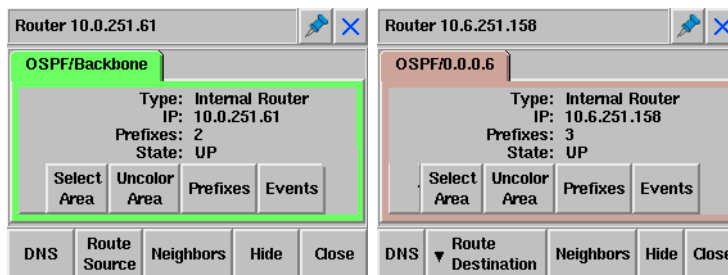 Router 10.0.251.61
OSPF/Backbone
Type: Internal Router
IP: 10.0.251.61
Prefixes: 2
State: UP
Select Area
Uncolor Area
Prefixes
Events
DNS
Route Source
Neighbors
Hide
Close
Router 10.6.251.158
OSPF/0.0.0.6
Type: Internal Router
IP: 10.6.251.158
Prefixes: 3
State: UP
Select Area
Uncolor Area
Prefixes
Events
DNS
Route Destination
Neighbors
Hide
Close